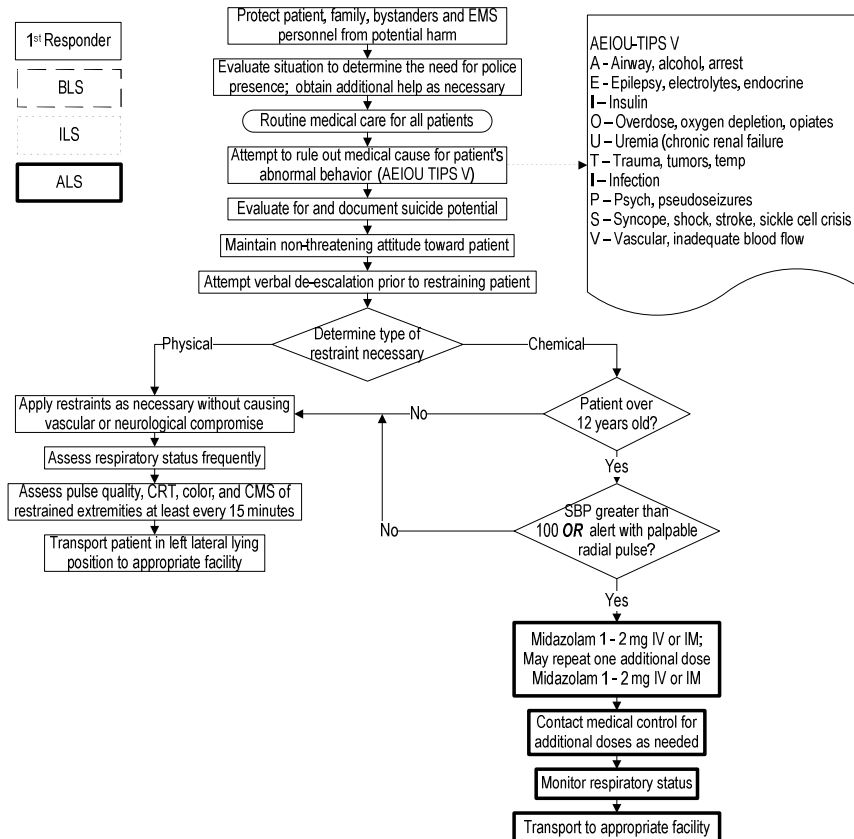 1st Responder
BLS
ILS
ALS
Protect patient, family, bystanders and EMS
personnel from potential harm
Evaluate situation to determine the need for police
presence; obtain additional help as necessary
Routine medical care for all patients
Attempt to rule out medical cause for patient's
abnormal behavior (AEIOU TIPS V)
Evaluate for and document suicide potential
Maintain non-threatening attitude toward patient
Attempt verbal de-escalation prior to restraining patient
AEIOU-TIPS V
A - Airway, alcohol, arrest
E - Epilepsy, electrolytes, endocrine
I – Insulin
O – Overdose, oxygen depletion, opiates
U – Uremia (chronic renal failure
T – Trauma, tumors, temp
I – Infection
P – Psych, pseudoseizures
S – Syncope, shock, stroke, sickle cell crisis
V – Vascular, inadequate blood flow
Determine type of
restraint necessary
Physical
Chemical
Apply restraints as necessary without causing
vascular or neurological compromise
Assess respiratory status frequently
Assess pulse quality, CRT, color, and CMS of
restrained extremities at least every 15 minutes
Transport patient in left lateral lying
position to appropriate facility
Patient over
12 years old?
No
Yes
SBP greater than
100 OR alert with palpable
radial pulse?
No
Yes
Midazolam 1 - 2 mg IV or IM;
May repeat one additional dose
Midazolam 1 - 2 mg IV or IM
Contact medical control for
additional doses as needed
Monitor respiratory status
Transport to appropriate facility